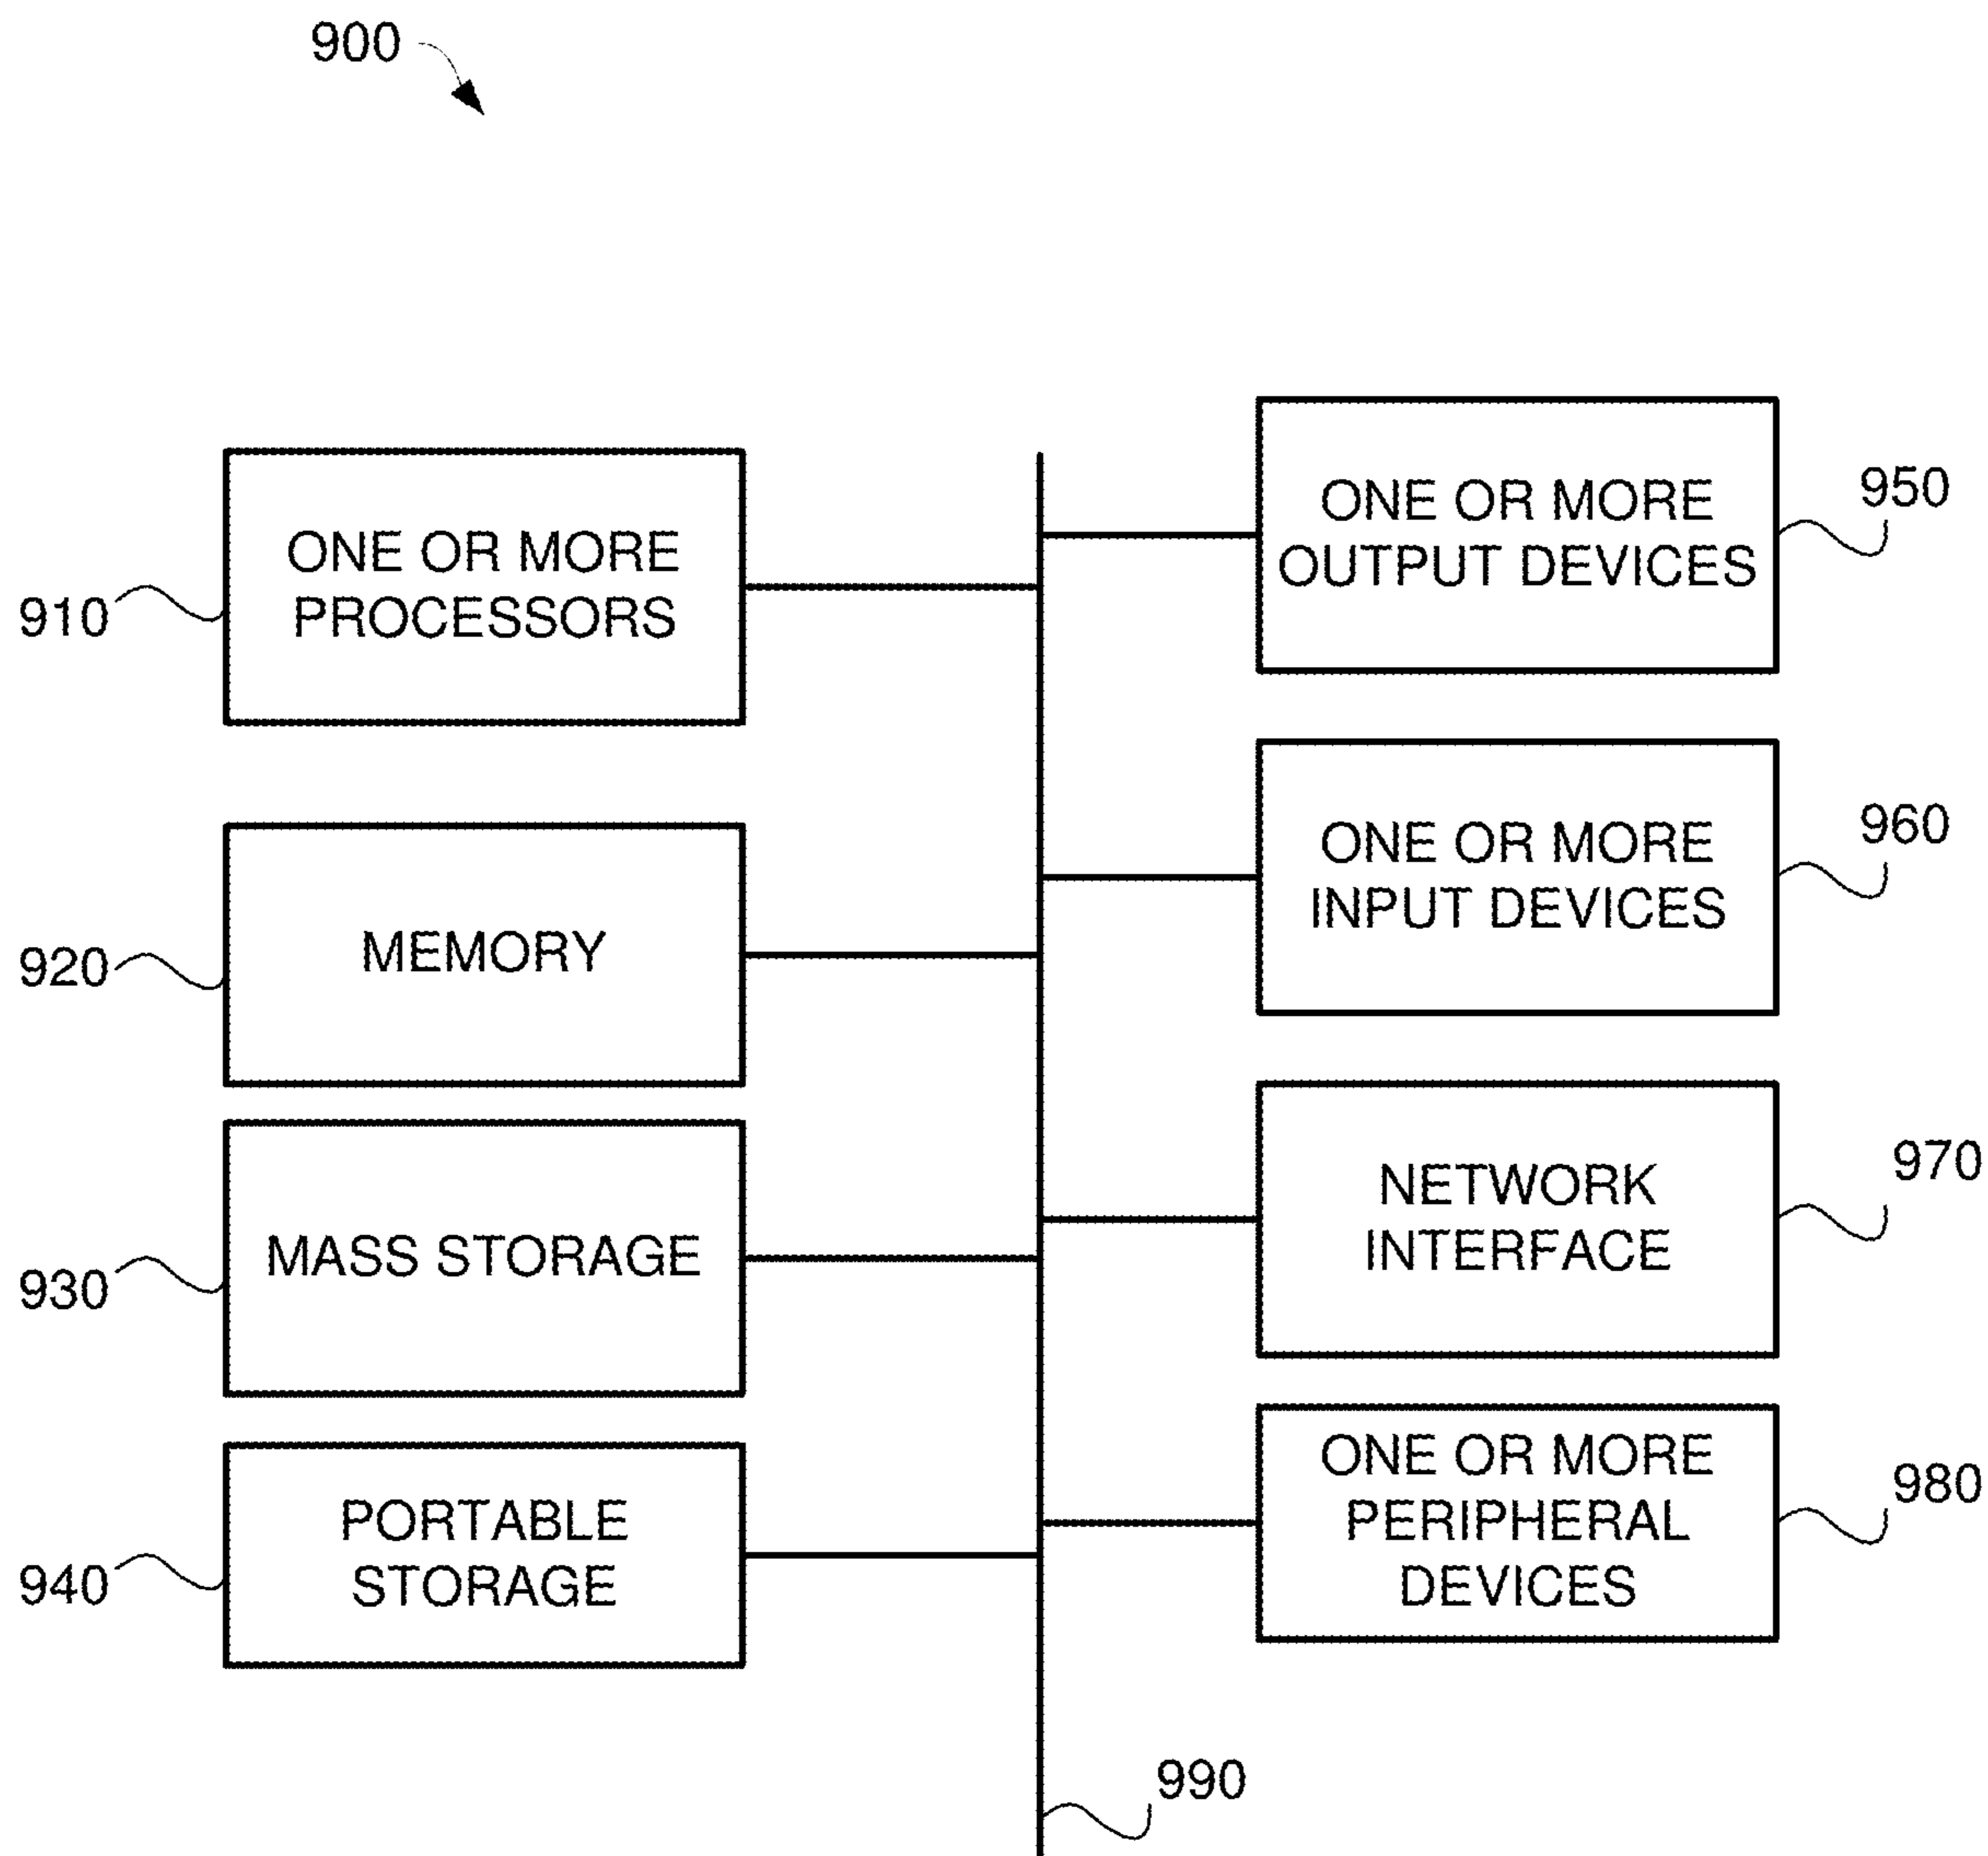 900
ONE OR MORE
PROCESSORS
910
MEMORY
920
MASS STORAGE
930
PORTABLE
STORAGE
940
ONE OR MORE
OUTPUT DEVICES
950
ONE OR MORE
INPUT DEVICES
960
NETWORK
INTERFACE
970
ONE OR MORE
PERIPHERAL
DEVICES
980
990